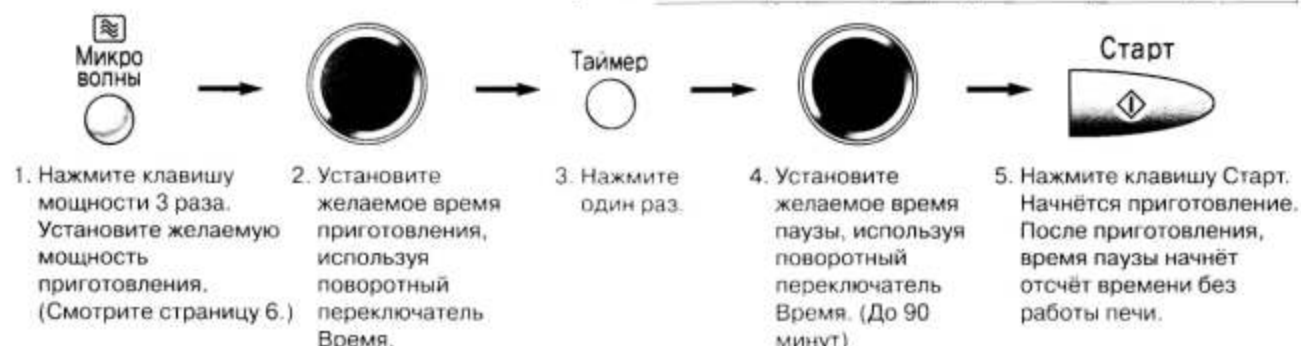 Микро
волны
Таймер
Старт
1. Нажмите клавишу
мощности 3 раза.
Установите желаемую
мощность
приготовления.
(Смотрите страницу 6.)
2. Установите
желаемое время
приготовления,
используя
поворотный
переключатель
Время.
3. Нажмите
один раз.
4. Установите
желаемое время
паузы, используя
поворотный
переключатель
Время. (До 90
минут)
5. Нажмите клавишу Старт.
Начнётся приготовление.
После приготовления,
время паузы начнёт
отсчёт времени без
работы печи.